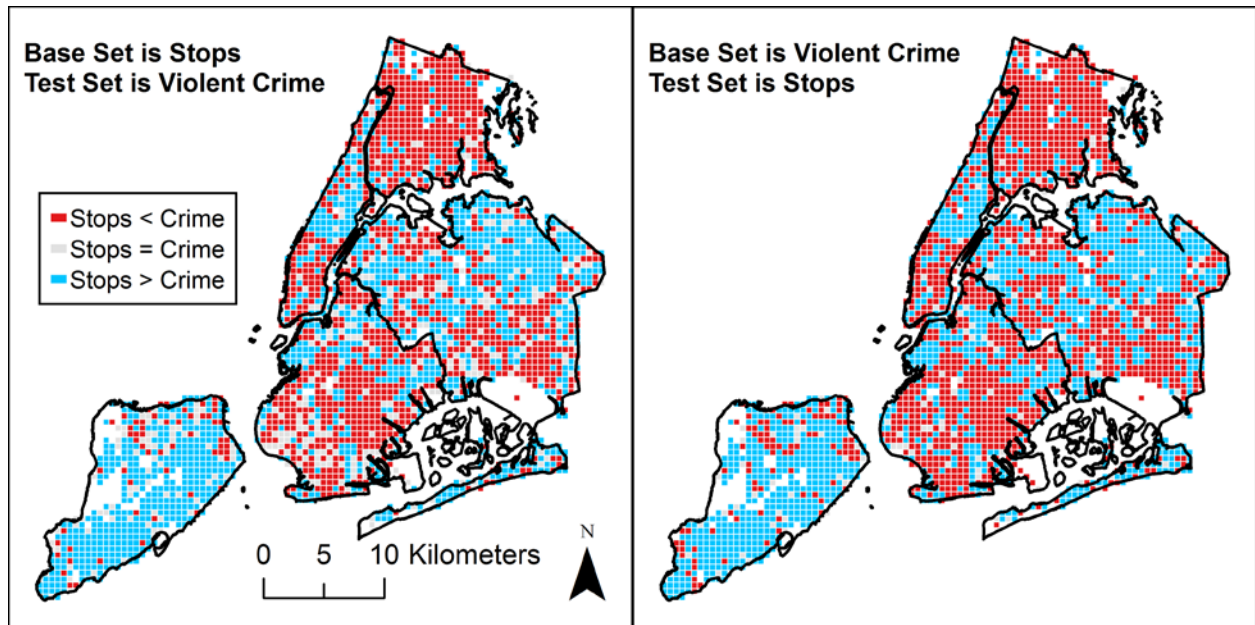 Base Set is Stops
Test Set is Violent Crime
Stops < Crime
Stops = Crime
Stops > Crime
0 5 10 Kilometers
N
Base Set is Violent Crime
Test Set is Stops